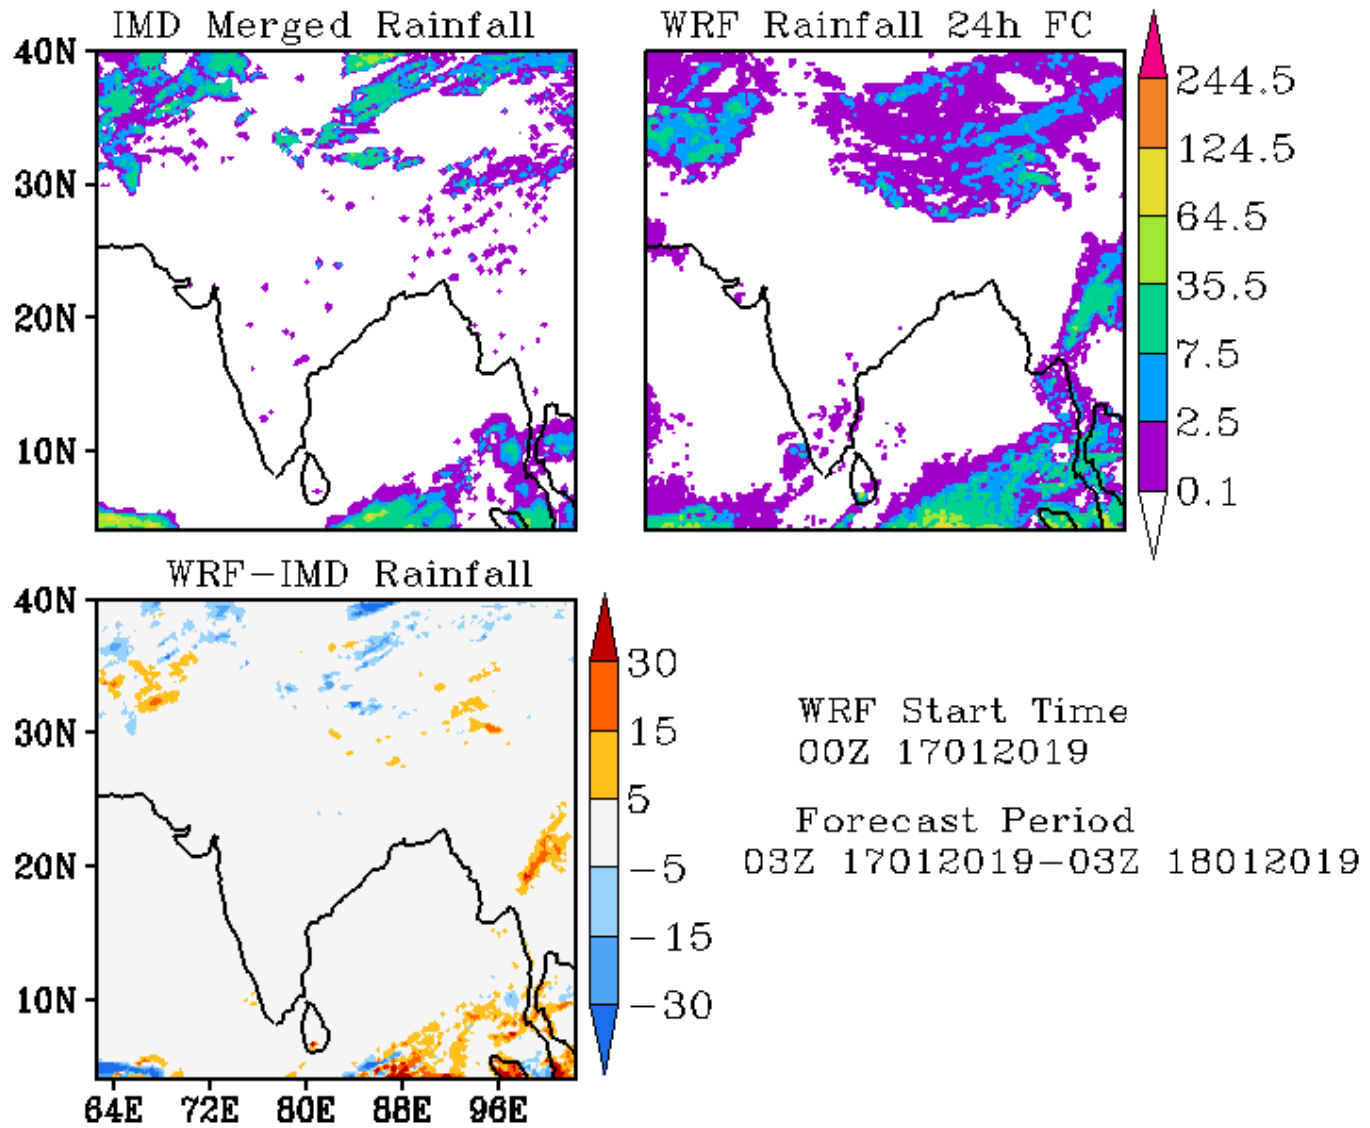 IMD Merged Rainfall
WRF Rainfall 24h FC
40N
30N
20N
10N
244.5
124.5
64.5
35.5
7.5
2.5
0.1
WRF-IMD Rainfall
40N
30N
20N
10N
64E 72E 80E 88E 96E
30
15
5
-5
-15
-30
WRF Start Time
00Z 17012019
Forecast Period
03Z 17012019-03Z 18012019